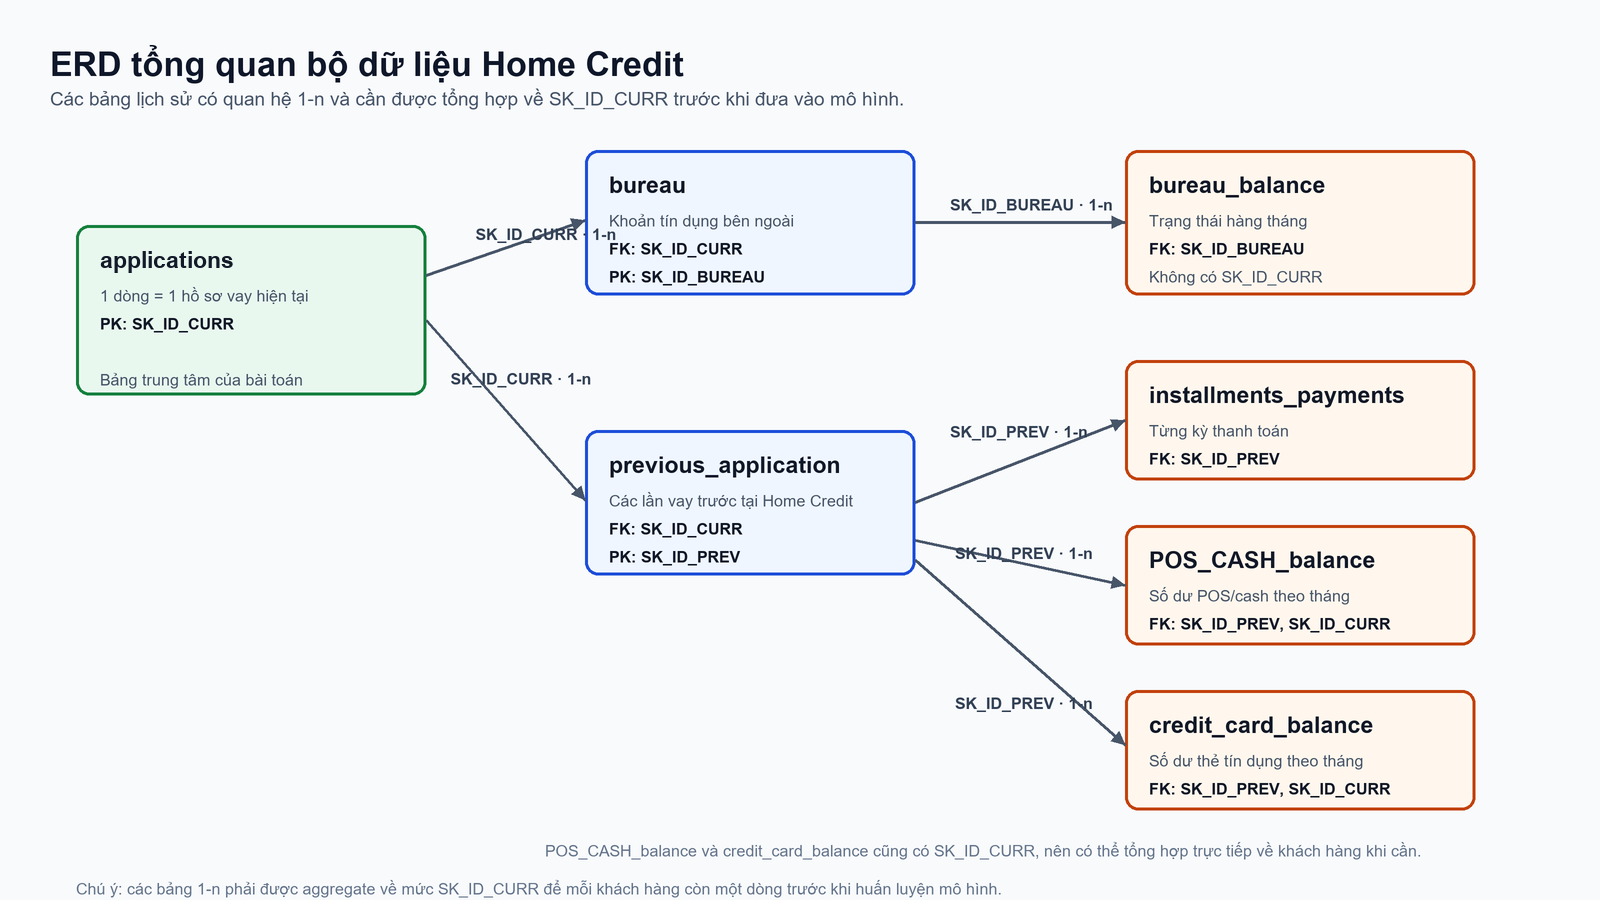 ERD tổng quan bộ dữ liệu Home Credit
Các bảng lịch sử có quan hệ 1-n và cần được tổng hợp về SK_ID_CURR trước khi đưa vào mô hình.
applications
1 dòng = 1 hồ sơ vay hiện tại
PK: SK_ID_CURR
Bảng trung tâm của bài toán
SK_ID_CURR · 1-n
SK_ID_CURR · 1-n
bureau
Khoản tín dụng bên ngoài
FK: SK_ID_CURR
PK: SK_ID_BUREAU
SK_ID_BUREAU · 1-n
bureau_balance
Trạng thái hàng tháng
FK: SK_ID_BUREAU
Không có SK_ID_CURR
previous_application
Các lần vay trước tại Home Credit
FK: SK_ID_CURR
PK: SK_ID_PREV
SK_ID_PREV · 1-n
installments_payments
Từng kỳ thanh toán
FK: SK_ID_PREV
SK_ID_PREV · 1-n
POS_CASH_balance
Số dư POS/cash theo tháng
FK: SK_ID_PREV, SK_ID_CURR
SK_ID_PREV · 1-n
credit_card_balance
Số dư thẻ tín dụng theo tháng
FK: SK_ID_PREV, SK_ID_CURR
POS_CASH_balance và credit_card_balance cũng có SK_ID_CURR, nên có thể tổng hợp trực tiếp về khách hàng khi cần.
Chú ý: các bảng 1-n phải được aggregate về mức SK_ID_CURR để mỗi khách hàng còn một dòng trước khi huấn luyện mô hình.